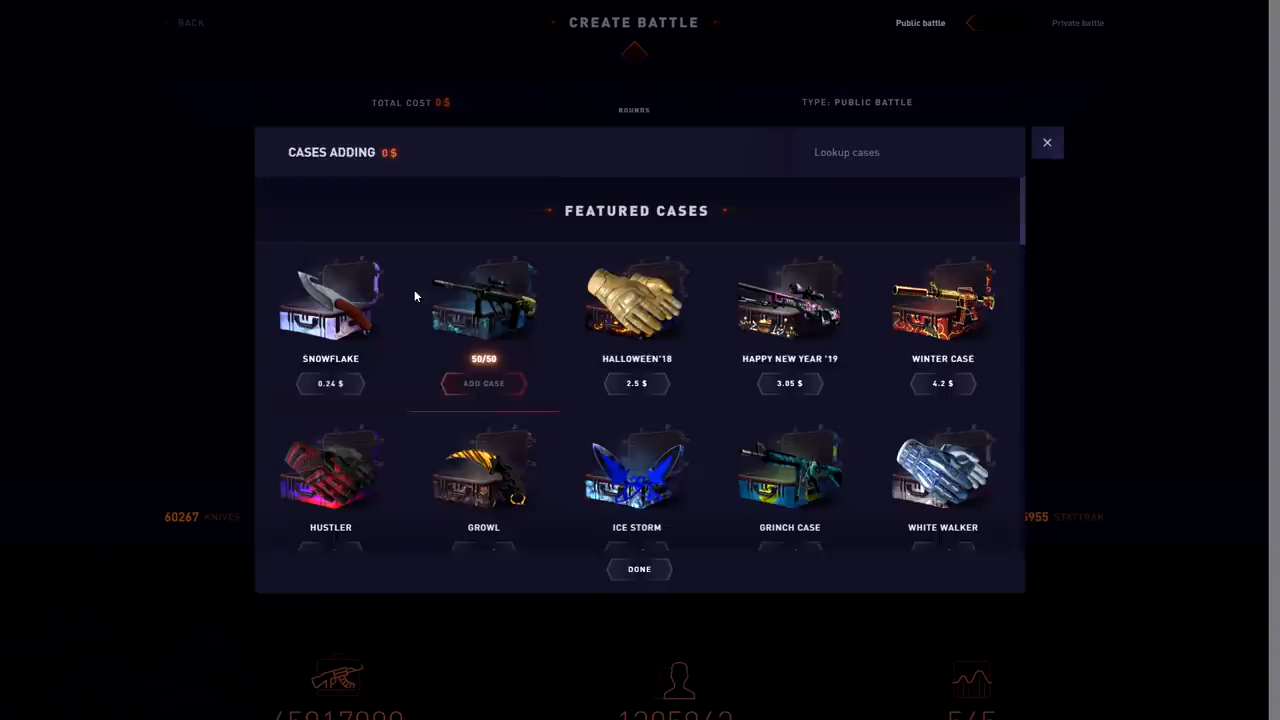 BACK
CREATE BATTLE
Public battle
Private battle
TOTAL COST 0 $
ROUNDS
TYPE: PUBLIC BATTLE
CASES ADDING 0 $
Lookup cases
FEATURED CASES
SNOWFLAKE
50/50
HALLOWEEN'18
HAPPY NEW YEAR '19
WINTER CASE
0.24 $
ADD CASE
2.5 $
3.05 $
4.2 $
HUSTLER
GROWL
ICE STORM
GRINCH CASE
WHITE WALKER
60267 KNIVES
5955 STATTRAK
DONE